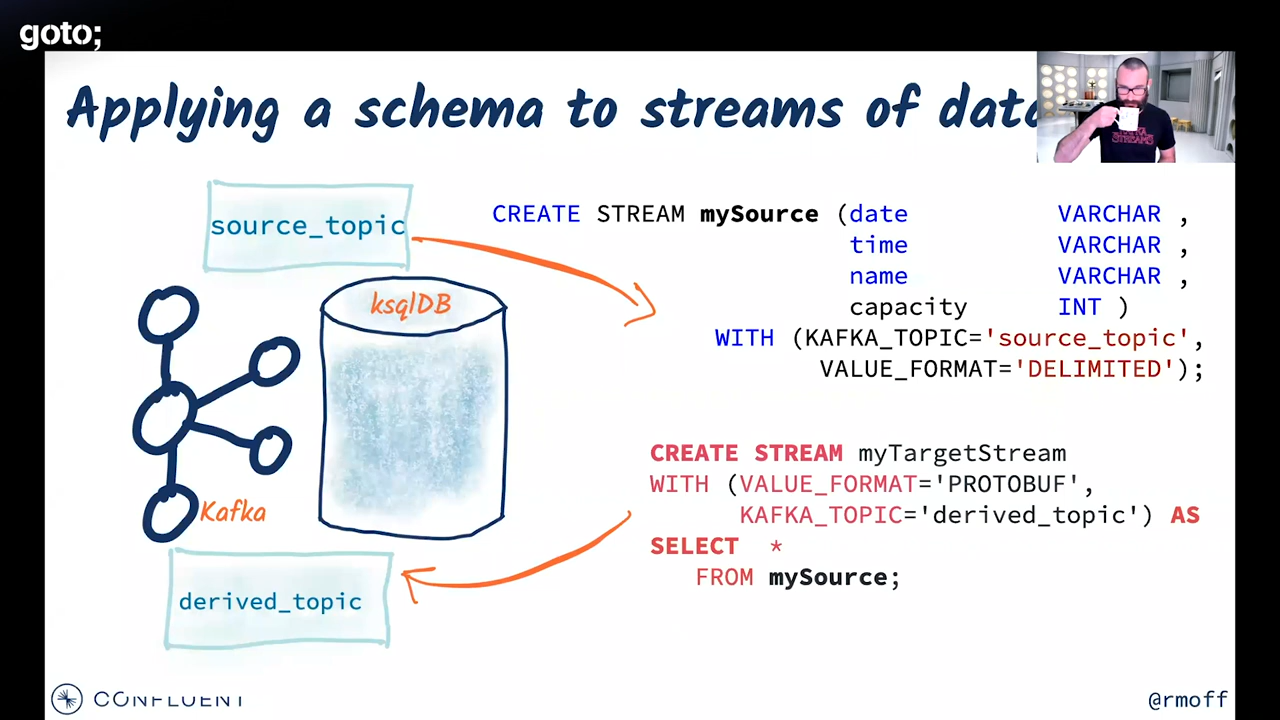 goto;
Applying a schema to streams of data
source_topic
ksqlDB
Kafka
derived_topic
CREATE STREAM mySource (date VARCHAR ,
time VARCHAR ,
name VARCHAR ,
capacity INT )
WITH (KAFKA_TOPIC='source_topic',
VALUE_FORMAT='DELIMITED');
CREATE STREAM myTargetStream
WITH (VALUE_FORMAT='PROTOBUF',
KAFKA_TOPIC='derived_topic') AS
SELECT *
FROM mySource;
KAFKA
STREAMS
CONFLUENT
@rmoff